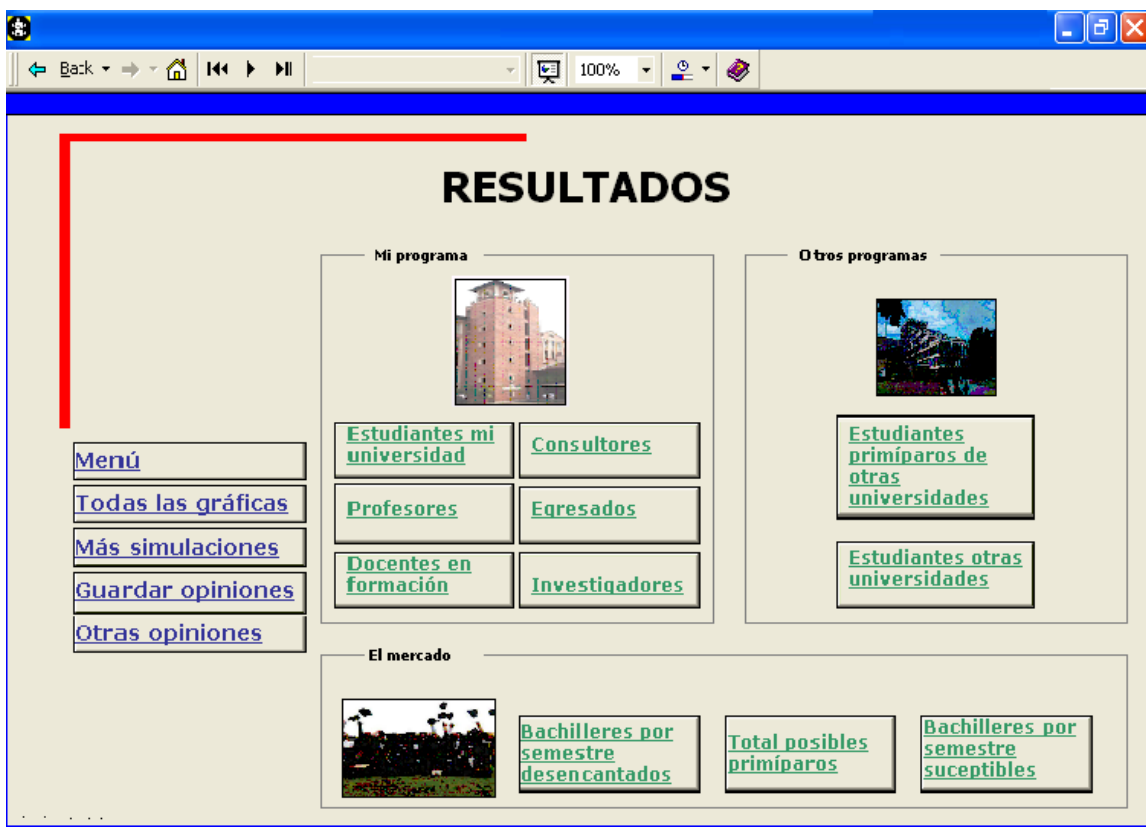 Back
100%
RESULTADOS
Mi programa
Estudiantes mi
universidad
Consultores
Profesores
Egresados
Docentes en
formación
Investigadores
Otros programas
Estudiantes
primíparos de
otras
universidades
Estudiantes otras
universidades
Menú
Todas las gráficas
Más simulaciones
Guardar opiniones
Otras opiniones
El mercado
Bachilleres por
semestre
desencantados
Total posibles
primíparos
Bachilleres por
semestre
suceptibles